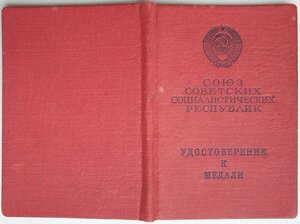 СОЮЗ
СОВЕТСКИХ
СОЦИАЛИСТИЧЕСКИХ
РЕСПУБЛИК
УДОСТОВЕРЕНИЕ
К
МЕДАЛИ